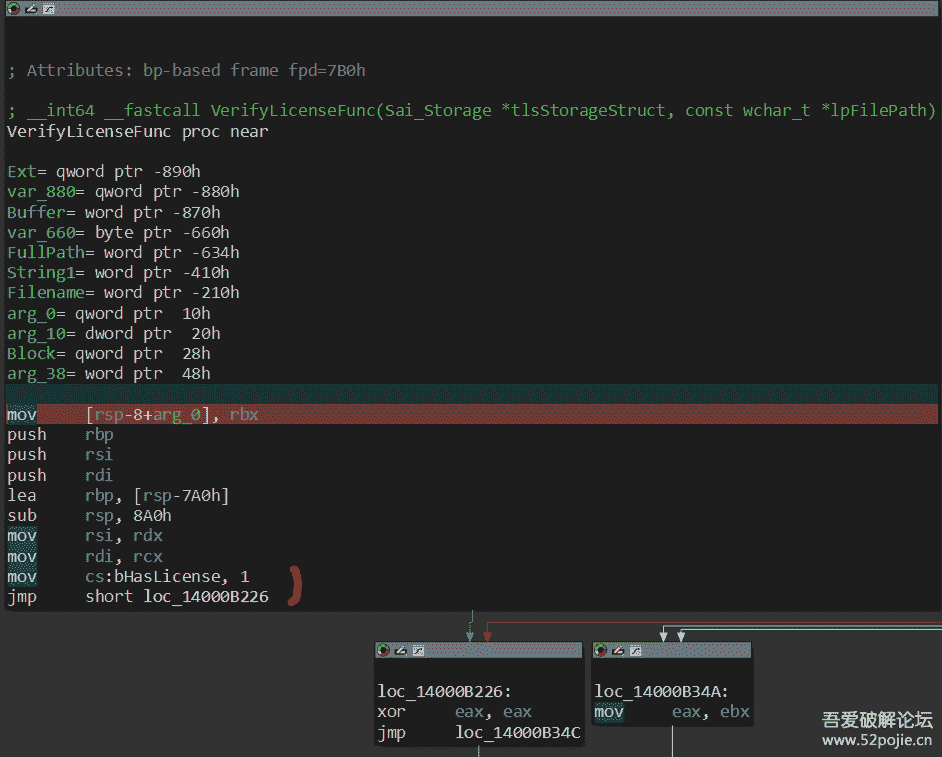 ; Attributes: bp-based frame fpd=7B0h
; __int64 __fastcall VerifyLicenseFunc(Sai_Storage *tlsStorageStruct, const wchar_t *lpFilePath)
VerifyLicenseFunc proc near
Ext= qword ptr -890h
var_880= qword ptr -880h
Buffer= word ptr -870h
var_660= byte ptr -660h
FullPath= word ptr -634h
String1= word ptr -410h
Filename= word ptr -210h
arg_0= qword ptr  10h
arg_10= dword ptr  20h
Block= qword ptr  28h
arg_38= word ptr  48h
mov     [rsp-8+arg_0], rbx
push    rbp
push    rsi
push    rdi
lea     rbp, [rsp-7A0h]
sub     rsp, 8A0h
mov     rsi, rdx
mov     rdi, rcx
mov     cs:bHasLicense, 1
jmp     short loc_14000B226
loc_14000B226:
xor     eax, eax
jmp     loc_14000B34C
loc_14000B34A:
mov     eax, ebx
吾爱破解论坛
www.52pojie.cn